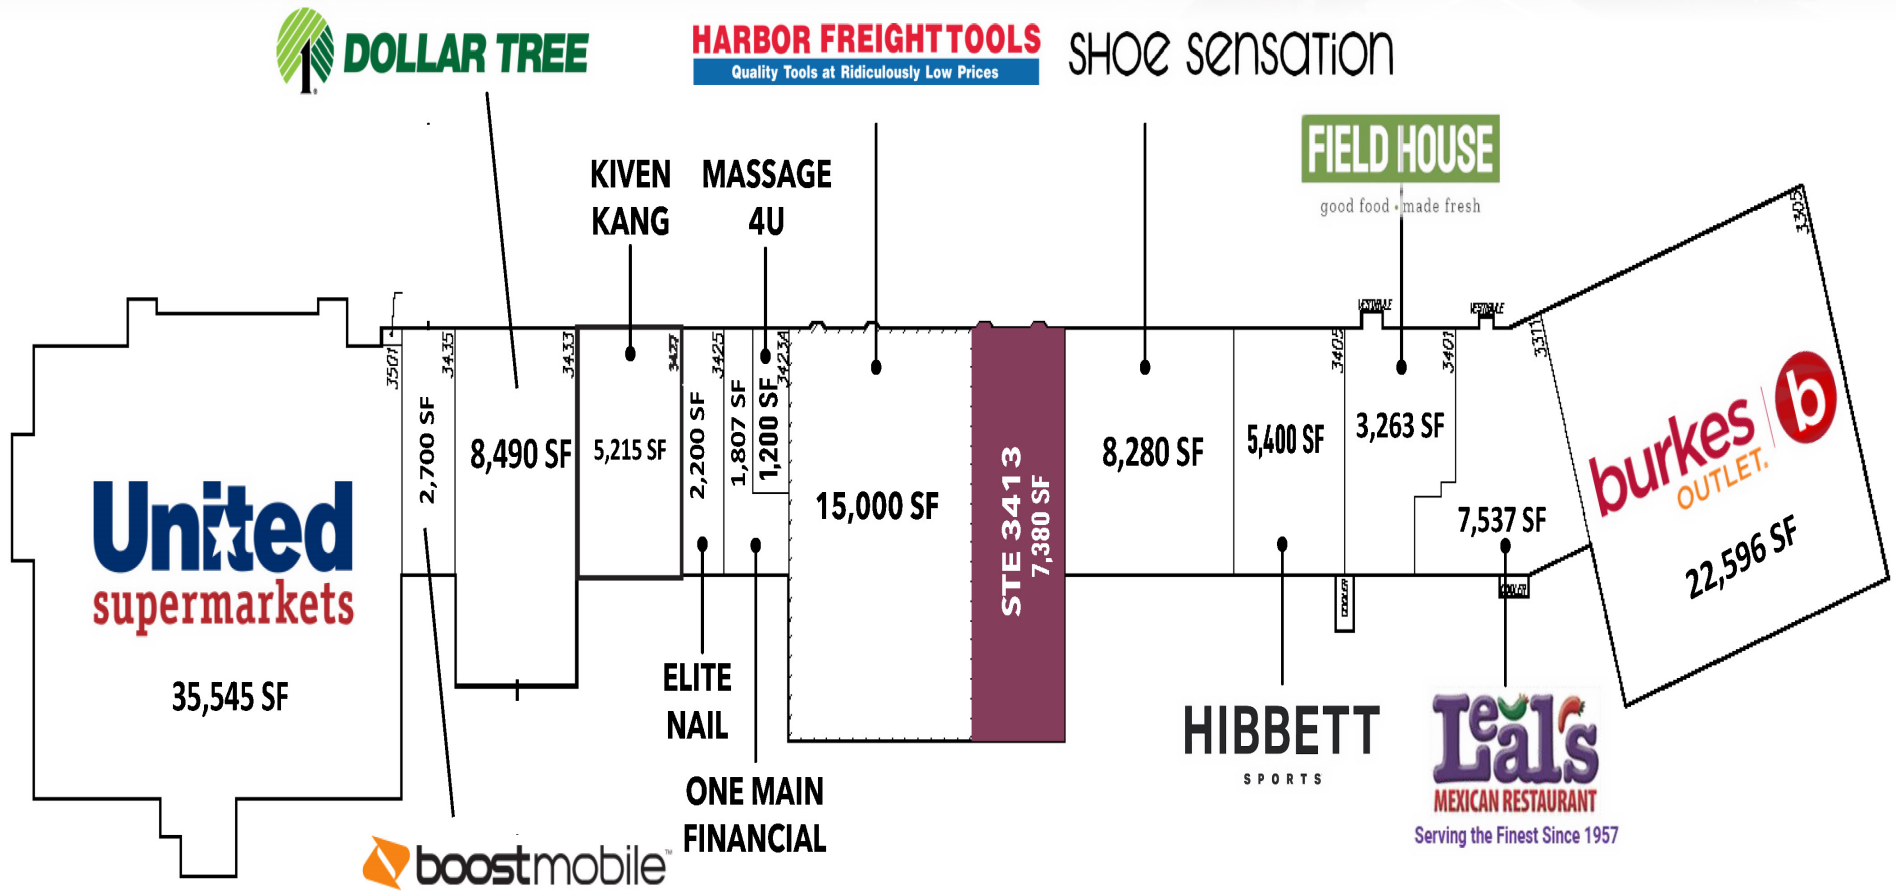 DOLLAR TREE
HARBOR FREIGHT TOOLS
Quality Tools at Ridiculously Low Prices
SHOE SENSATION
FIELD HOUSE
good food • made fresh
KIVEN
KANG
MASSAGE
4U
3305
VESTIBULE
VESTIBULE
3501
3435
3433
3427
3425
3423A
3405
3401
3311
2,700 SF
8,490 SF
5,215 SF
2,200 SF
1,807 SF
1,200 SF
15,000 SF
STE 3413
7,380 SF
8,280 SF
5,400 SF
3,263 SF
7,537 SF
burkes b
OUTLET.
22,596 SF
United
supermarkets
35,545 SF
COOLER
COOLER
ELITE
NAIL
ONE MAIN
FINANCIAL
HIBBETT
SPORTS
Leal's
MEXICAN RESTAURANT
Serving the Finest Since 1957
boostmobile™